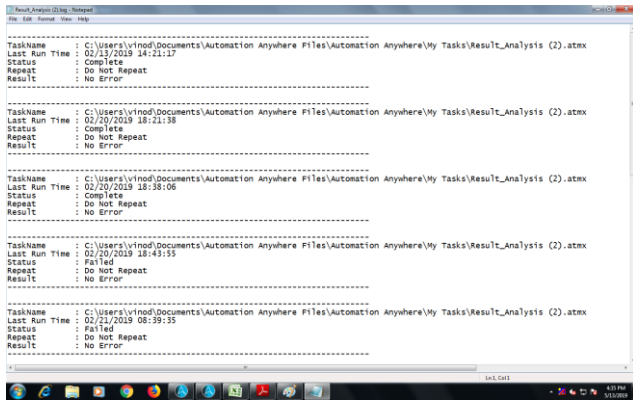 Result_Analysis (2).log - Notepad
File Edit Format View Help
----------------------------------------------------------------------
TaskName : C:\Users\vinod\Documents\Automation Anywhere Files\Automation Anywhere\My Tasks\Result_Analysis (2).atmx
Last Run Time : 02/13/2019 14:21:17
Status : Complete
Repeat : Do Not Repeat
Result : No Error
----------------------------------------------------------------------
----------------------------------------------------------------------
TaskName : C:\Users\vinod\Documents\Automation Anywhere Files\Automation Anywhere\My Tasks\Result_Analysis (2).atmx
Last Run Time : 02/20/2019 18:21:38
Status : Complete
Repeat : Do Not Repeat
Result : No Error
----------------------------------------------------------------------
----------------------------------------------------------------------
TaskName : C:\Users\vinod\Documents\Automation Anywhere Files\Automation Anywhere\My Tasks\Result_Analysis (2).atmx
Last Run Time : 02/20/2019 18:38:06
Status : Complete
Repeat : Do Not Repeat
Result : No Error
----------------------------------------------------------------------
----------------------------------------------------------------------
TaskName : C:\Users\vinod\Documents\Automation Anywhere Files\Automation Anywhere\My Tasks\Result_Analysis (2).atmx
Last Run Time : 02/20/2019 18:43:55
Status : Failed
Repeat : Do Not Repeat
Result : No Error
----------------------------------------------------------------------
----------------------------------------------------------------------
TaskName : C:\Users\vinod\Documents\Automation Anywhere Files\Automation Anywhere\My Tasks\Result_Analysis (2).atmx
Last Run Time : 02/21/2019 08:39:35
Status : Failed
Repeat : Do Not Repeat
Result : No Error
----------------------------------------------------------------------
Ln 1, Col 1
4:35 PM
5/13/2019